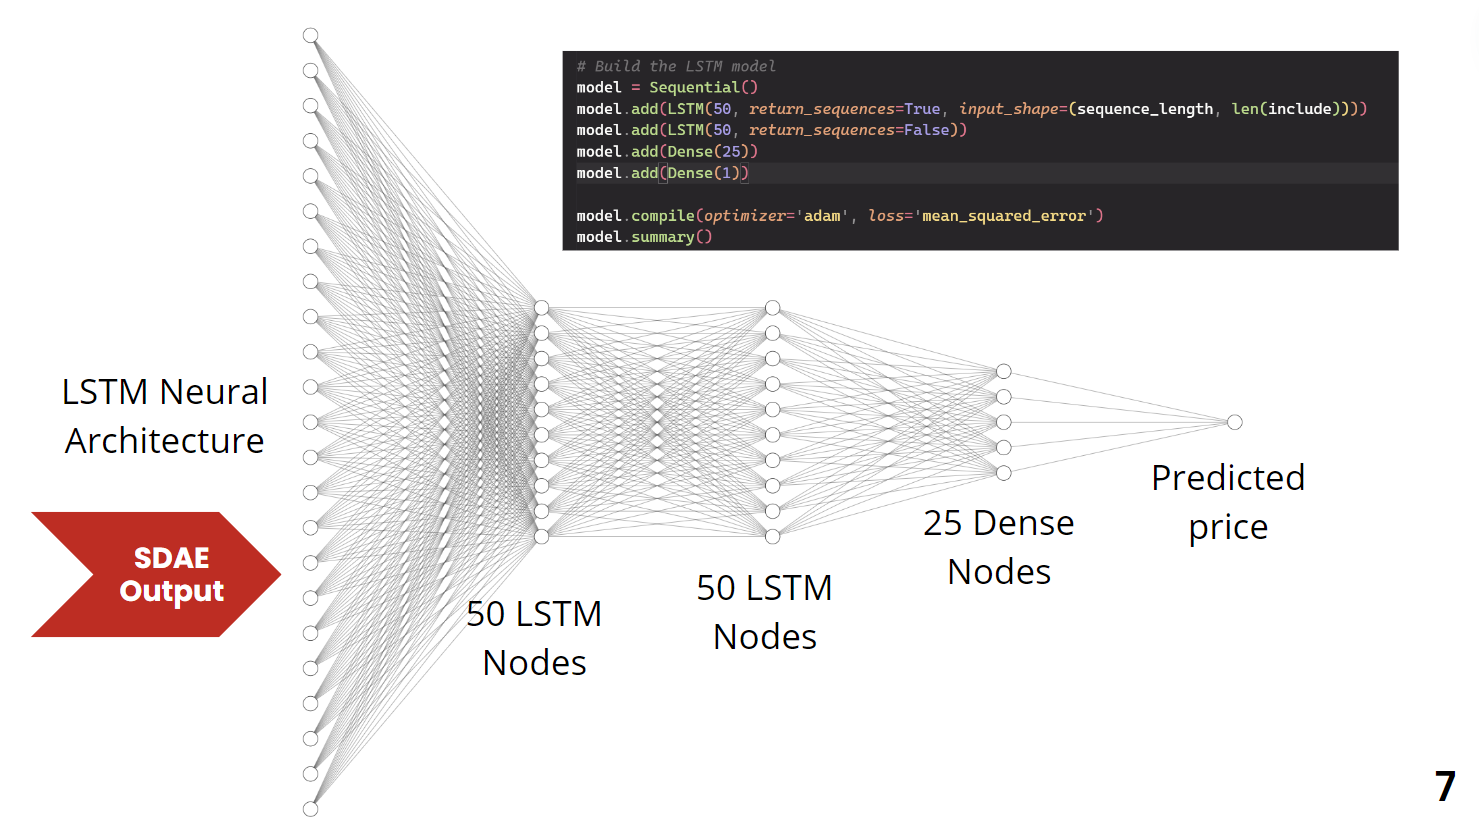 # Build the LSTM model
model = Sequential()
model.add(LSTM(50, return_sequences=True, input_shape=(sequence_length, len(include))))
model.add(LSTM(50, return_sequences=False))
model.add(Dense(25))
model.add(Dense(1))
model.compile(optimizer='adam', loss='mean_squared_error')
model.summary()
LSTM Neural
Architecture
SDAE
Output
50 LSTM
Nodes
50 LSTM
Nodes
25 Dense
Nodes
Predicted
price
7